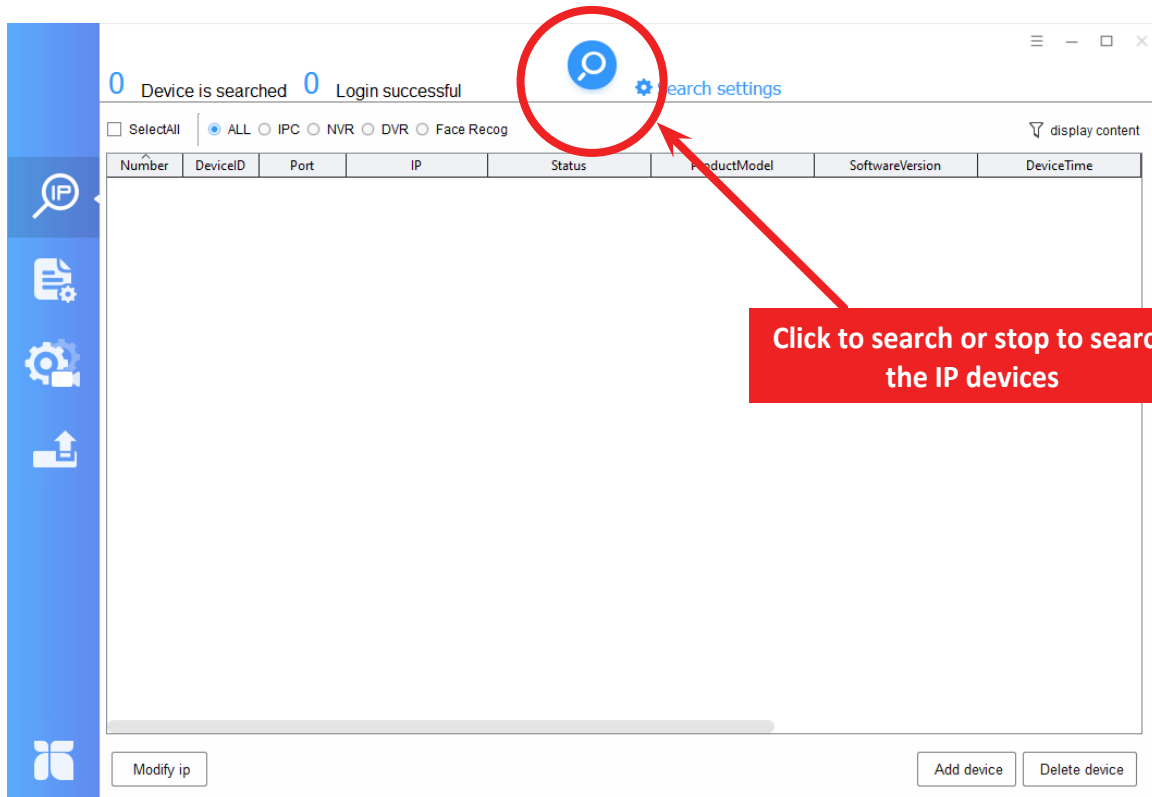 0 Device is searched 0 Login successful Search settings
SelectAll ALL IPC NVR DVR Face Recog display content
Number DeviceID Port IP Status ProductModel SoftwareVersion DeviceTime
IP
Click to search or stop to searc
the IP devices
Modify ip Add device Delete device